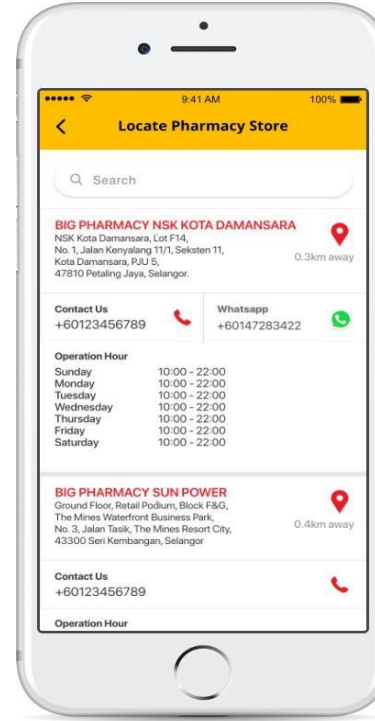 9:41 AM
100%
Locate Pharmacy Store
Search
BIG PHARMACY NSK KOTA DAMANSARA
NSK Kota Damansara, Lot F14,
No. 1, Jalan Kenyalang 11/1, Seksten 11,
Kota Damansara, PJU 5,
47810 Petaling Jaya, Selangor.
0.3km away
Contact Us
+60123456789
Whatsapp
+60147283422
Operation Hour
Sunday 10:00 - 22:00
Monday 10:00 - 22:00
Tuesday 10:00 - 22:00
Wednesday 10:00 - 22:00
Thursday 10:00 - 22:00
Friday 10:00 - 22:00
Saturday 10:00 - 22:00
BIG PHARMACY SUN POWER
Ground Floor, Retail Podium, Block F&G,
The Mines Waterfront Business Park,
No. 3, Jalan Tasik, The Mines Resort City,
43300 Seri Kembangan, Selangor
0.4km away
Contact Us
+60123456789
Operation Hour